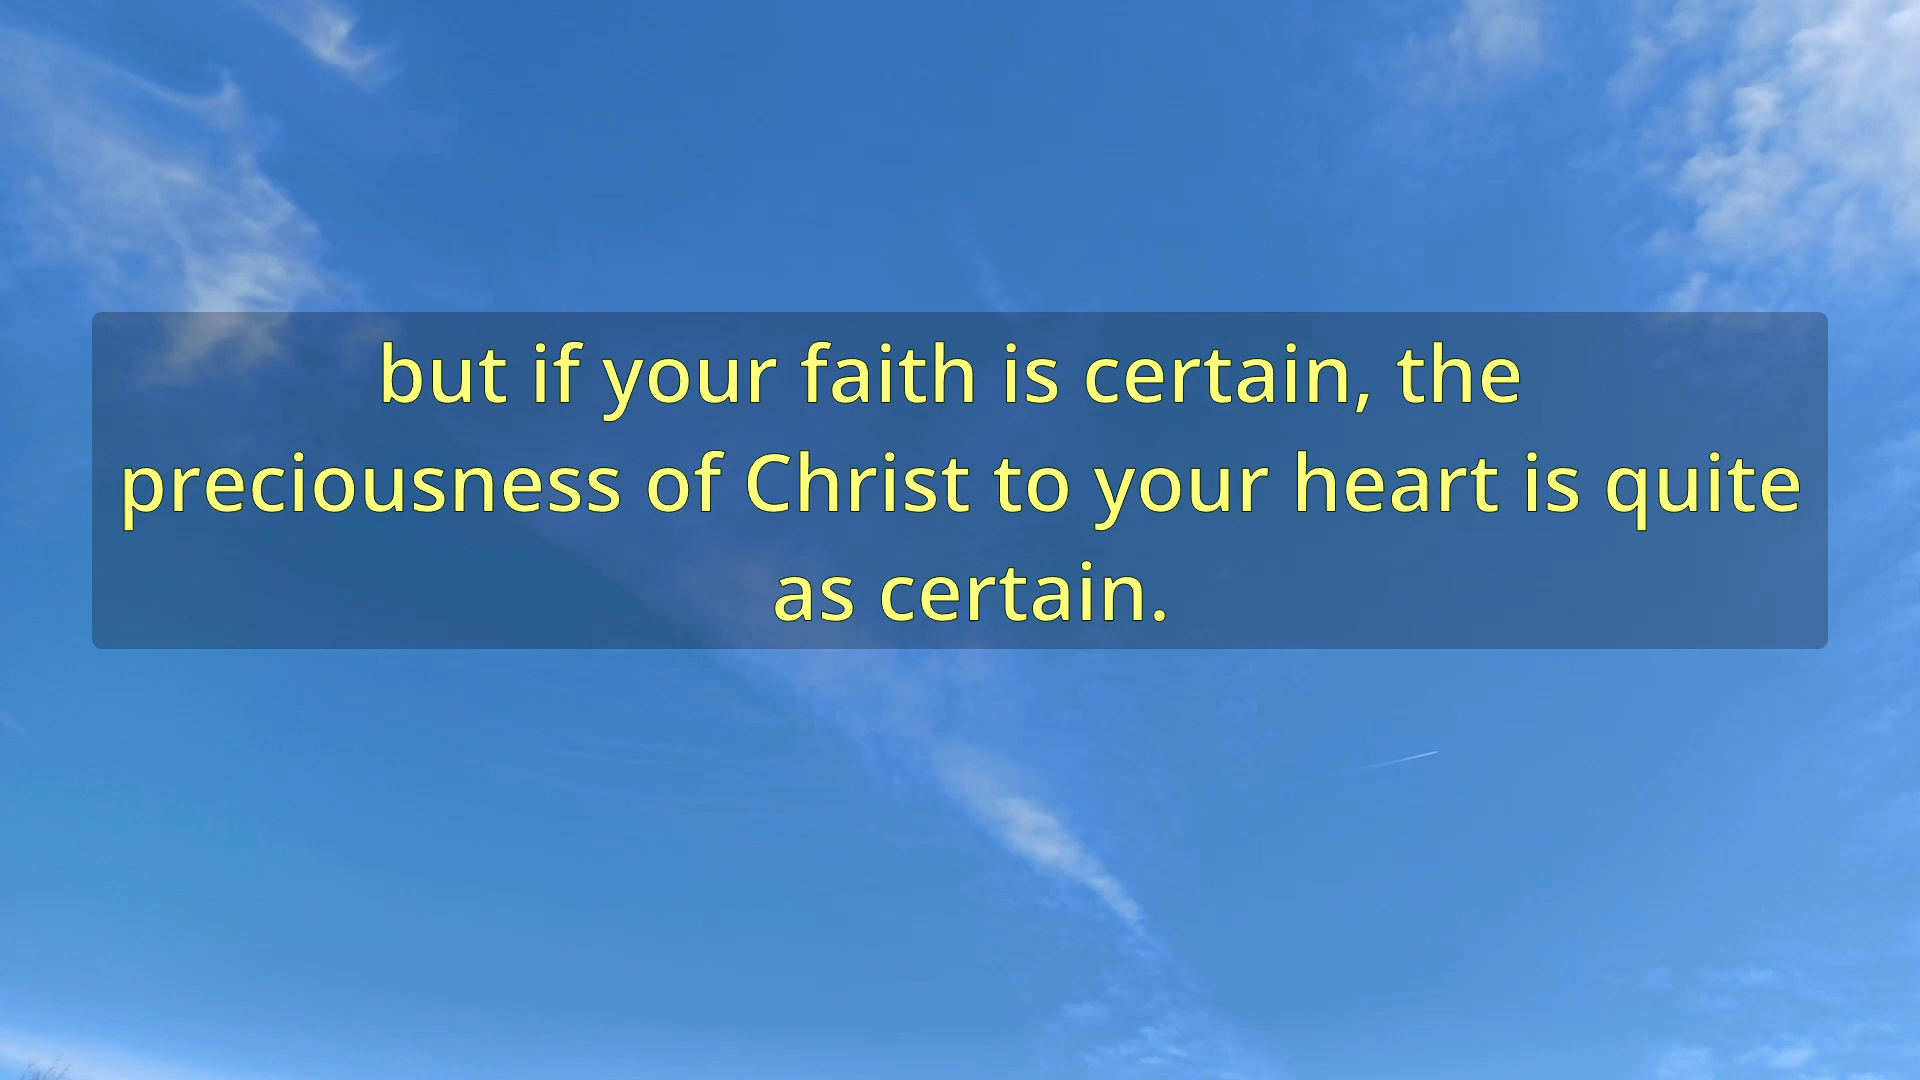 but if your faith is certain, the
preciousness of Christ to your heart is quite
as certain.